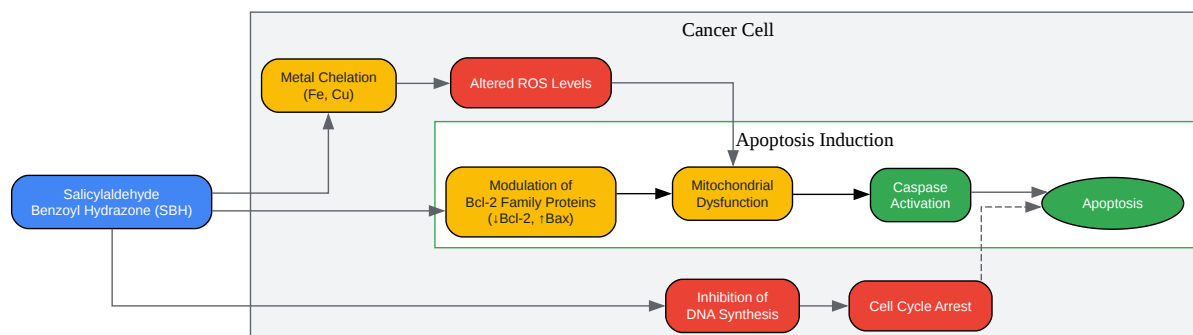 Cancer Cell
Metal Chelation
(Fe, Cu)
Altered ROS Levels
Apoptosis Induction
Salicylaldehyde
Benzoyl Hydrazone (SBH)
Modulation of
Bcl-2 Family Proteins
(↓Bcl-2, ↑Bax)
Mitochondrial
Dysfunction
Caspase
Activation
Apoptosis
Inhibition of
DNA Synthesis
Cell Cycle Arrest